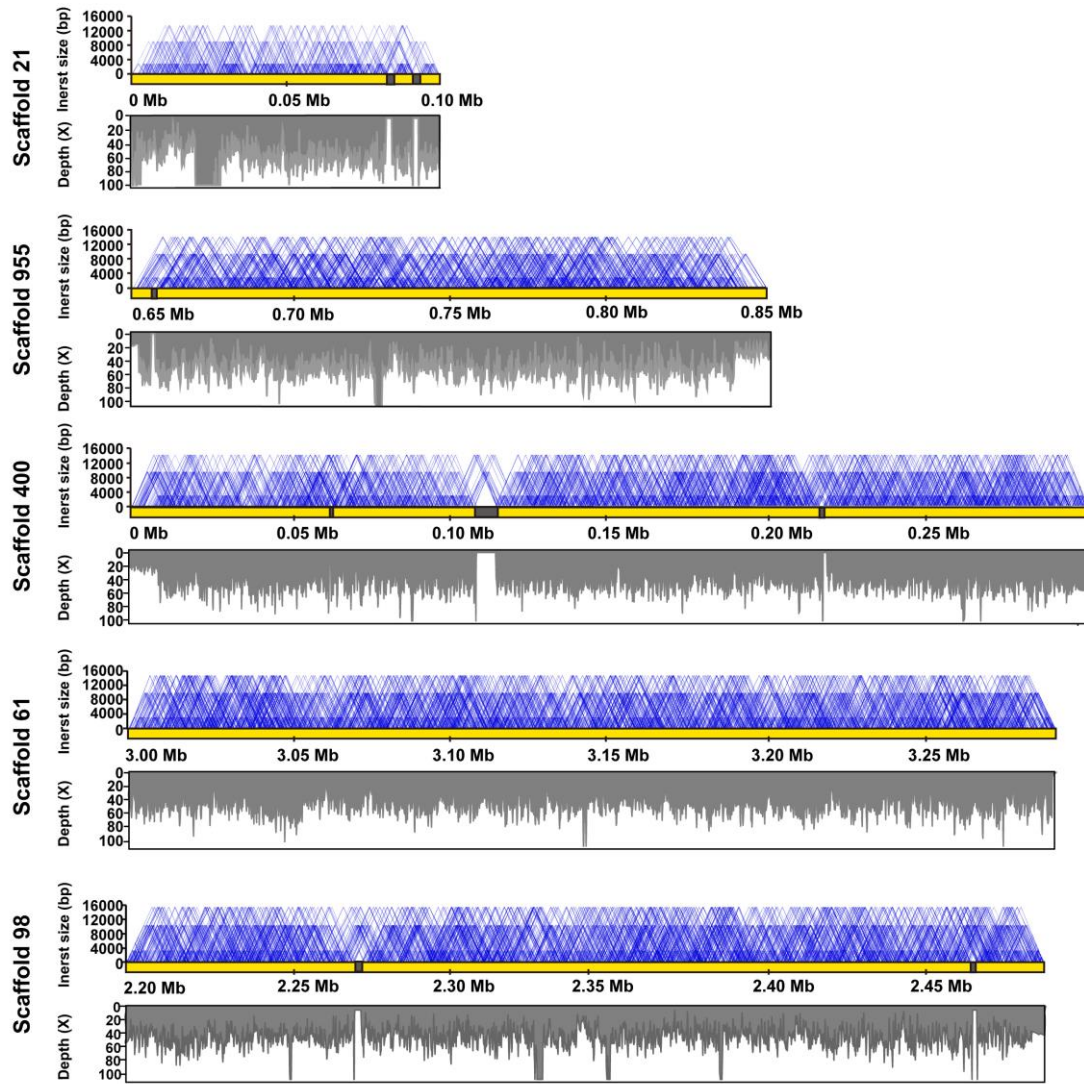 Scaffold 21
Inerst size (bp)
16000
12000
8000
4000
0
0 Mb 0.05 Mb 0.10 Mb
Depth (X)
0
20
40
60
80
100
Scaffold 955
Inerst size (bp)
16000
12000
8000
4000
0
0.65 Mb 0.70 Mb 0.75 Mb 0.80 Mb 0.85 Mb
Depth (X)
0
20
40
60
80
100
Scaffold 400
Inerst size (bp)
16000
12000
8000
4000
0
0 Mb 0.05 Mb 0.10 Mb 0.15 Mb 0.20 Mb 0.25 Mb
Depth (X)
0
20
40
60
80
100
Scaffold 61
Inerst size (bp)
16000
12000
8000
4000
0
3.00 Mb 3.05 Mb 3.10 Mb 3.15 Mb 3.20 Mb 3.25 Mb
Depth (X)
0
20
40
60
80
100
Scaffold 98
Inerst size (bp)
16000
12000
8000
4000
0
2.20 Mb 2.25 Mb 2.30 Mb 2.35 Mb 2.40 Mb 2.45 Mb
Depth (X)
0
20
40
60
80
100